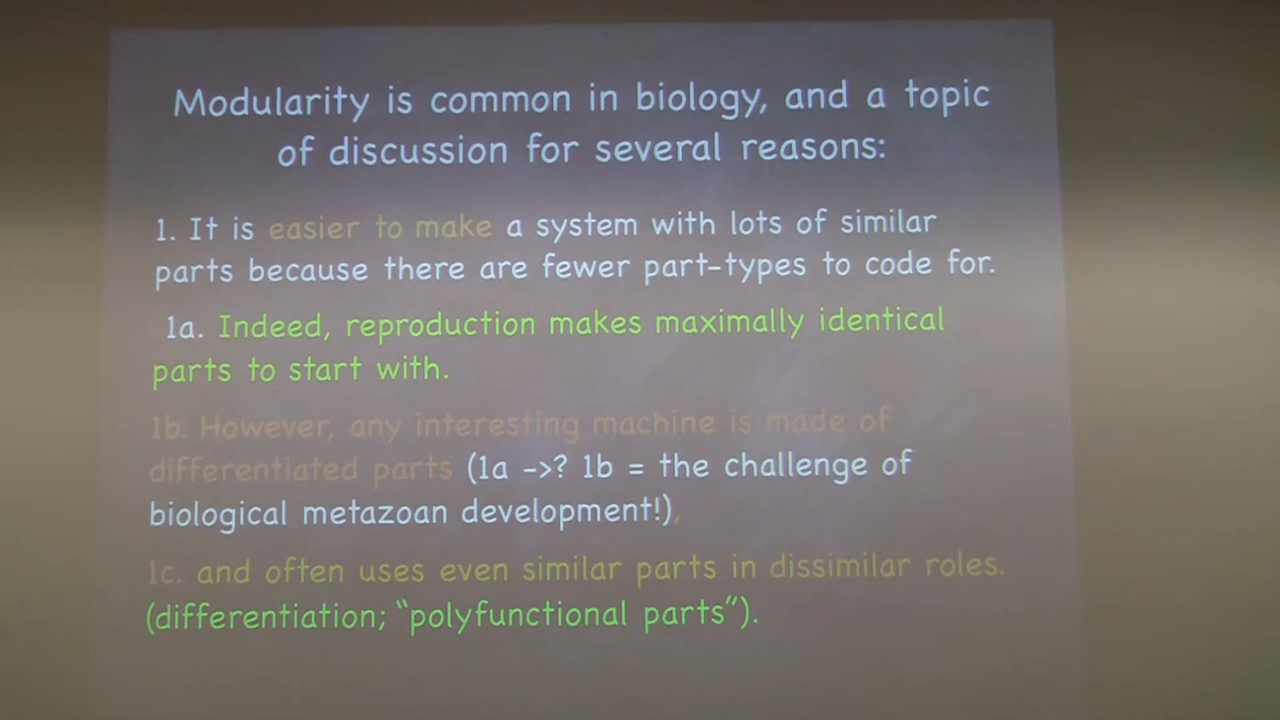 Modularity is common in biology, and a topic
of discussion for several reasons:
1. It is easier to make a system with lots of similar
parts because there are fewer part-types to code for.
1a. Indeed, reproduction makes maximally identical
parts to start with.
1b. However, any interesting machine is made of
differentiated parts (1a ->? 1b = the challenge of
biological metazoan development!),
1c. and often uses even similar parts in dissimilar roles.
(differentiation; “polyfunctional parts”).